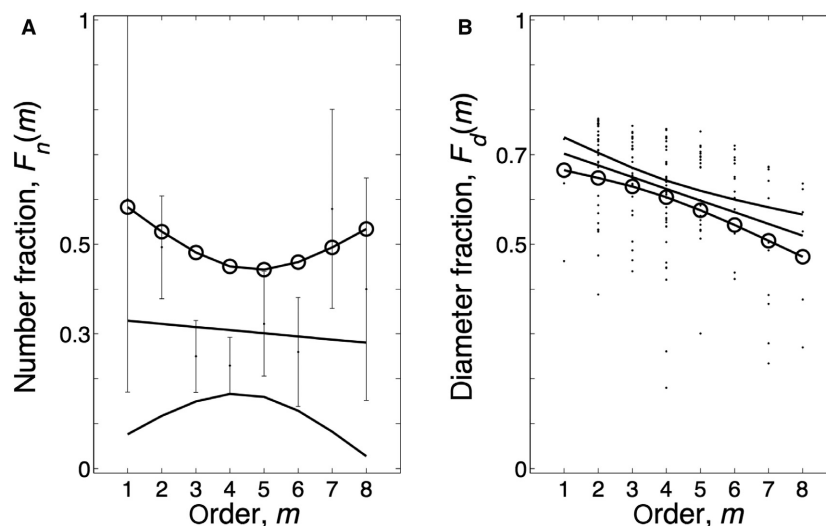 A
Number fraction, F_n(m)
1
0.5
0.3
0
1 2 3 4 5 6 7 8
Order, m
B
Diameter fraction, F_d(m)
1
0.7
0.5
0
1 2 3 4 5 6 7 8
Order, m